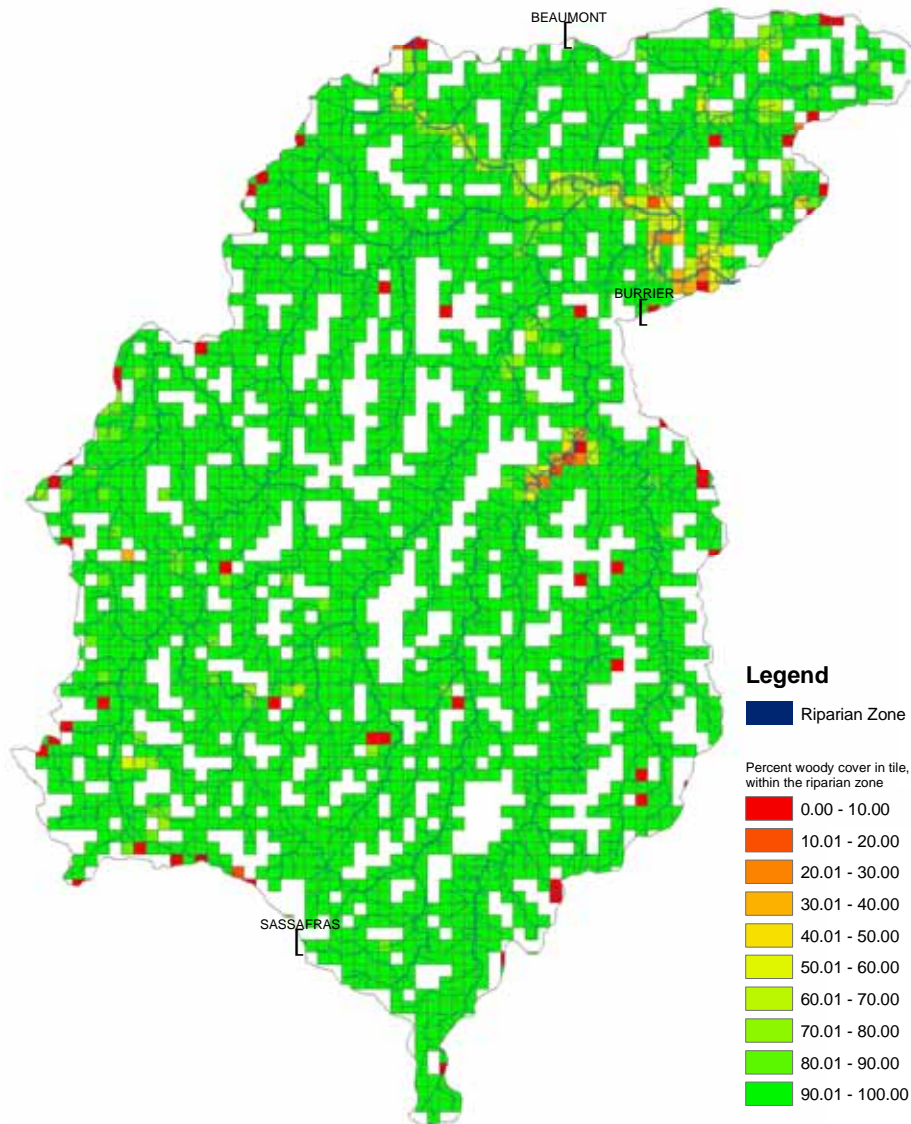 BEAUMONT
BURRIER
SASSAFRAS
Legend
Riparian Zone
Percent woody cover in tile,
within the riparian zone
0.00 - 10.00
10.01 - 20.00
20.01 - 30.00
30.01 - 40.00
40.01 - 50.00
50.01 - 60.00
60.01 - 70.00
70.01 - 80.00
80.01 - 90.00
90.01 - 100.00